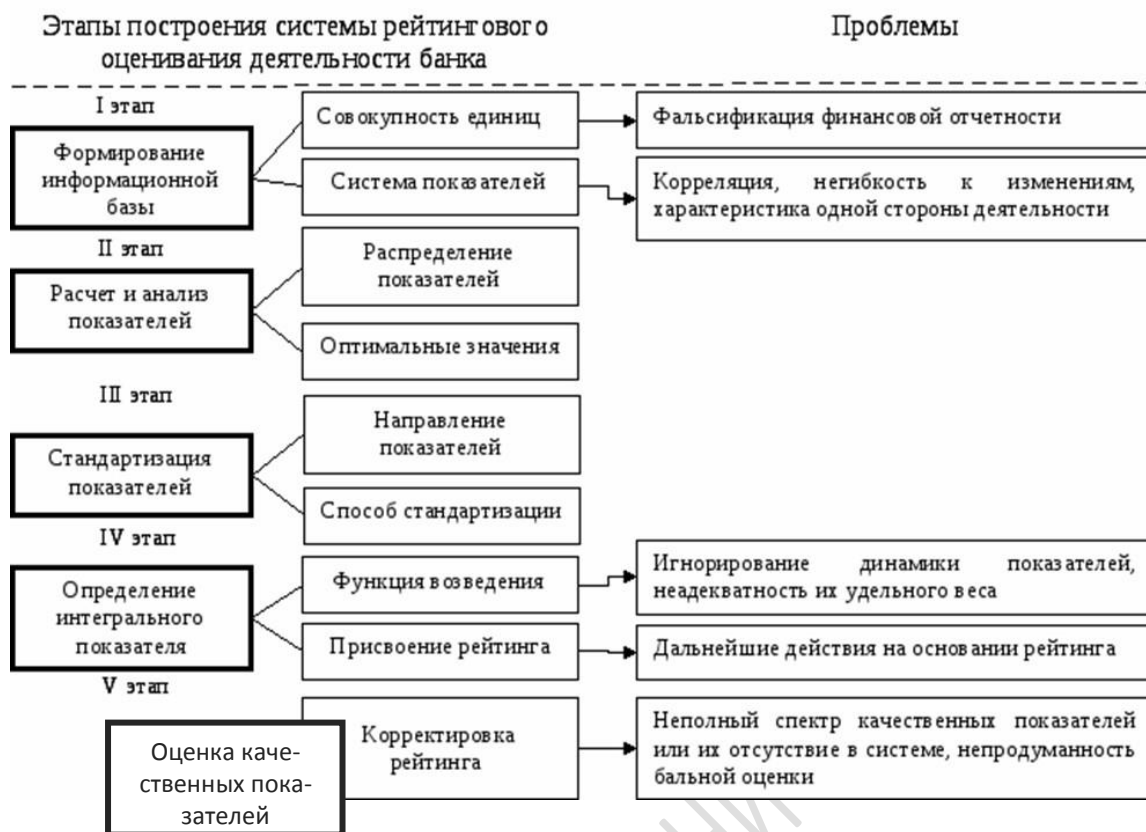 Этапы построения системы рейтингового
оценивания деятельности банка
Проблемы
I этап
Формирование
информационной
базы
Совокупность единиц
Фальсификация финансовой отчетности
Система показателей
Корреляция, негибкость к изменениям,
характеристика одной стороны деятельности
II этап
Расчет и анализ
показателей
Распределение
показателей
Оптимальные значения
III этап
Стандартизация
показателей
Направление
показателей
Способ стандартизации
IV этап
Определение
интегрального
показателя
Функция возведения
Игнорирование динамики показателей,
неадекватность их удельного веса
Присвоение рейтинга
Дальнейшие действия на основании рейтинга
V этап
Оценка каче-
ственных пока-
зателей
Корректировка
рейтинга
Неполный спектр качественных показателей
или их отсутствие в системе, непродуманность
бальной оценки